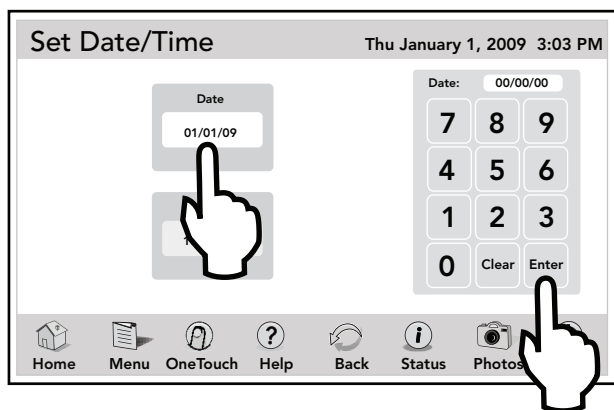 Set Date/Time
Thu January 1, 2009 3:03 PM
Date
01/01/09
Date: 00/00/00
7 8 9
4 5 6
1 2 3
0 Clear Enter
Home Menu OneTouch Help Back Status Photos